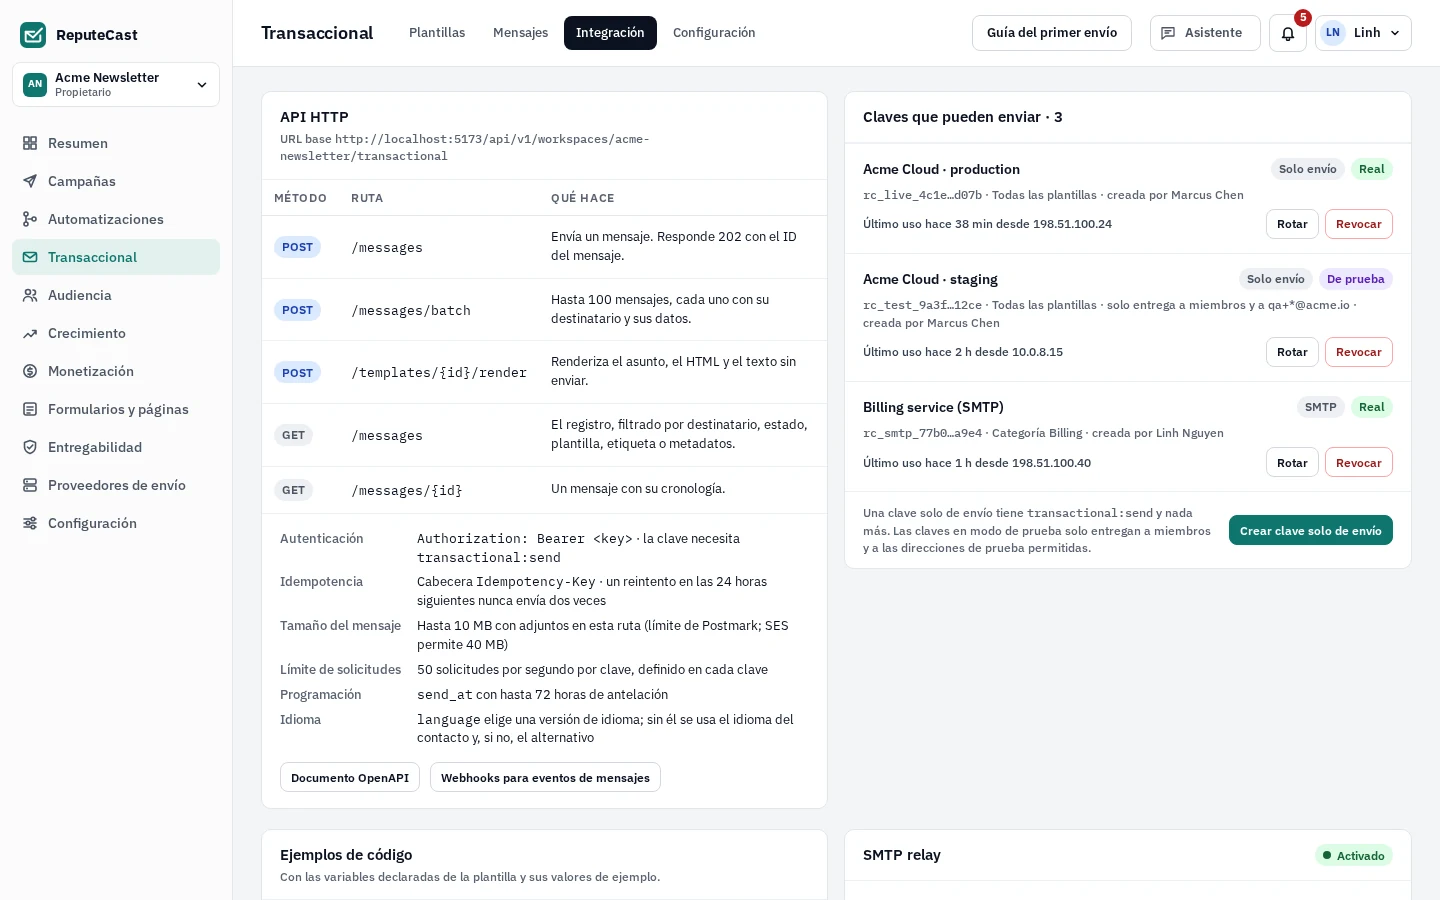 ReputeCast
AN
Acme Newsletter
Propietario
Resumen
Campañas
Automatizaciones
Transaccional
Audiencia
Crecimiento
Monetización
Formularios y páginas
Entregabilidad
Proveedores de envío
Configuración
Transaccional
Plantillas
Mensajes
Integración
Configuración
Guía del primer envío
Asistente
5
LN
Linh
API HTTP
URL base http://localhost:5173/api/v1/workspaces/acme-
newsletter/transactional
MÉTODO RUTA QUÉ HACE
POST /messages Envía un mensaje. Responde 202 con el ID
del mensaje.
POST /messages/batch Hasta 100 mensajes, cada uno con su
destinatario y sus datos.
POST /templates/{id}/render Renderiza el asunto, el HTML y el texto sin
enviar.
GET /messages El registro, filtrado por destinatario, estado,
plantilla, etiqueta o metadatos.
GET /messages/{id} Un mensaje con su cronología.
Autenticación Authorization: Bearer <key> · la clave necesita
transactional:send
Idempotencia Cabecera Idempotency-Key · un reintento en las 24 horas
siguientes nunca envía dos veces
Tamaño del mensaje Hasta 10 MB con adjuntos en esta ruta (límite de Postmark; SES
permite 40 MB)
Límite de solicitudes 50 solicitudes por segundo por clave, definido en cada clave
Programación send_at con hasta 72 horas de antelación
Idioma language elige una versión de idioma; sin él se usa el idioma del
contacto y, si no, el alternativo
Documento OpenAPI
Webhooks para eventos de mensajes
Claves que pueden enviar · 3
Acme Cloud · production Solo envío Real
rc_live_4c1e…d07b · Todas las plantillas · creada por Marcus Chen
Último uso hace 38 min desde 198.51.100.24 Rotar Revocar
Acme Cloud · staging Solo envío De prueba
rc_test_9a3f…12ce · Todas las plantillas · solo entrega a miembros y a qa+*@acme.io ·
creada por Marcus Chen
Último uso hace 2 h desde 10.0.8.15 Rotar Revocar
Billing service (SMTP) SMTP Real
rc_smtp_77b0…a9e4 · Categoría Billing · creada por Linh Nguyen
Último uso hace 1 h desde 198.51.100.40 Rotar Revocar
Una clave solo de envío tiene transactional:send y nada
más. Las claves en modo de prueba solo entregan a miembros
y a las direcciones de prueba permitidas.
Crear clave solo de envío
Ejemplos de código
Con las variables declaradas de la plantilla y sus valores de ejemplo.
SMTP relay Activado